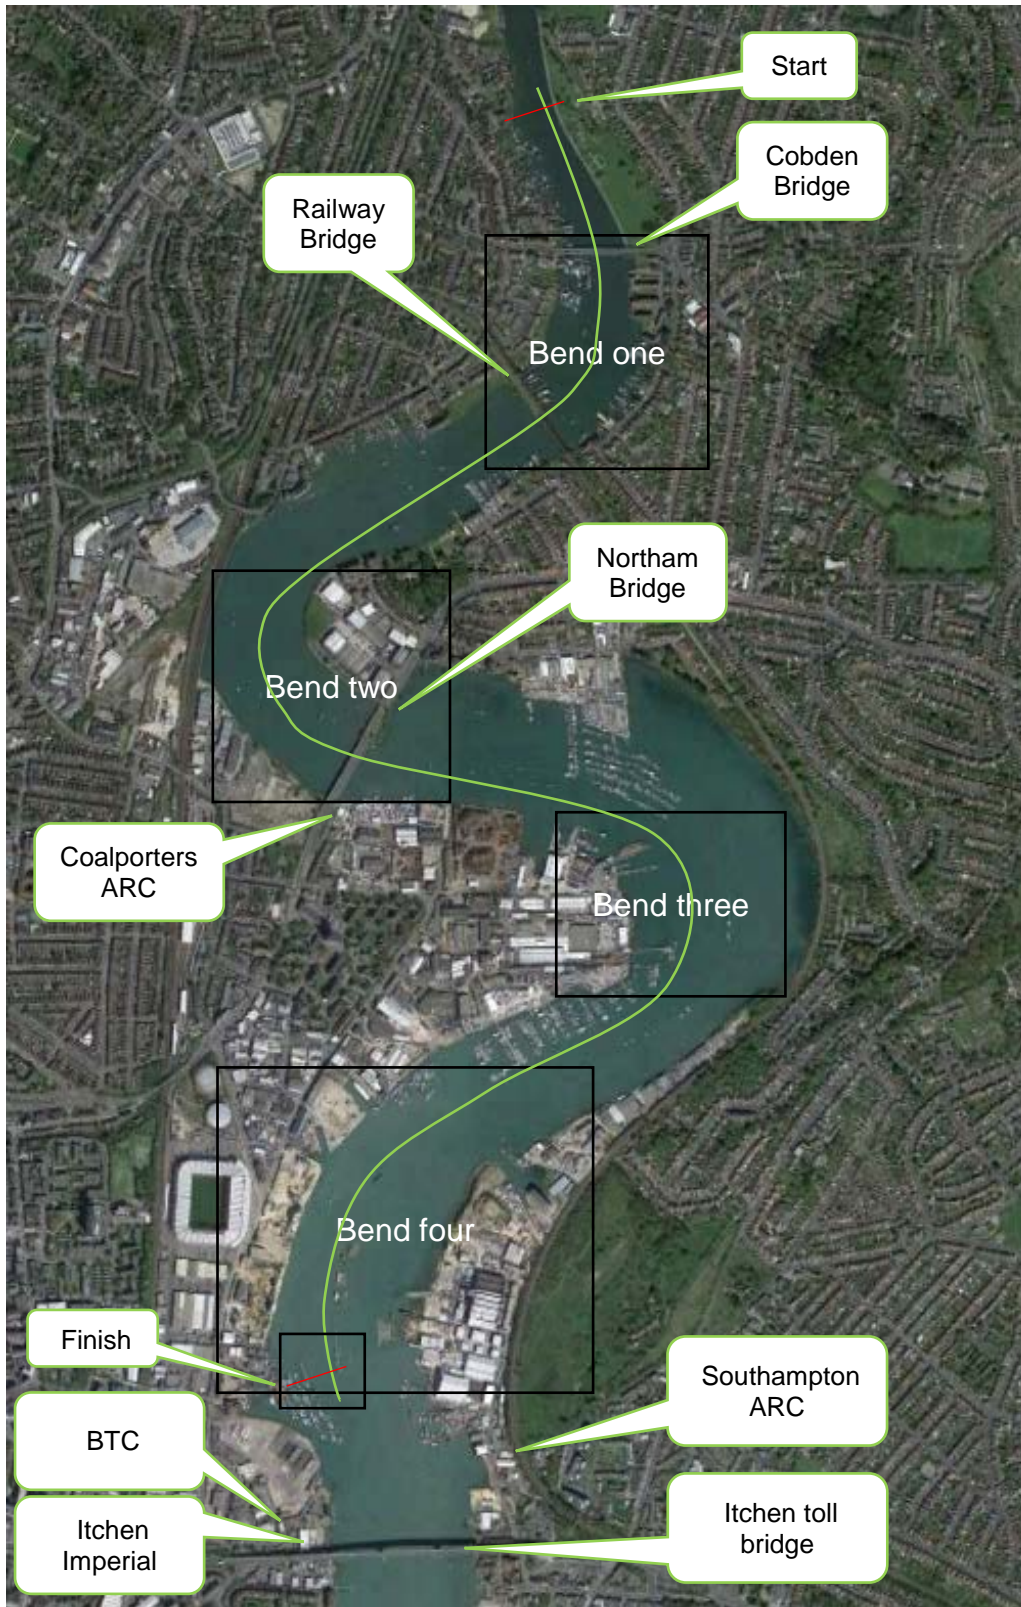 Start
Cobden
Bridge
Railway
Bridge
Bend one
Northam
Bridge
Bend two
Coalporters
ARC
Bend three
Bend four
Finish
Southampton
ARC
BTC
Itchen
Imperial
Itchen toll
bridge